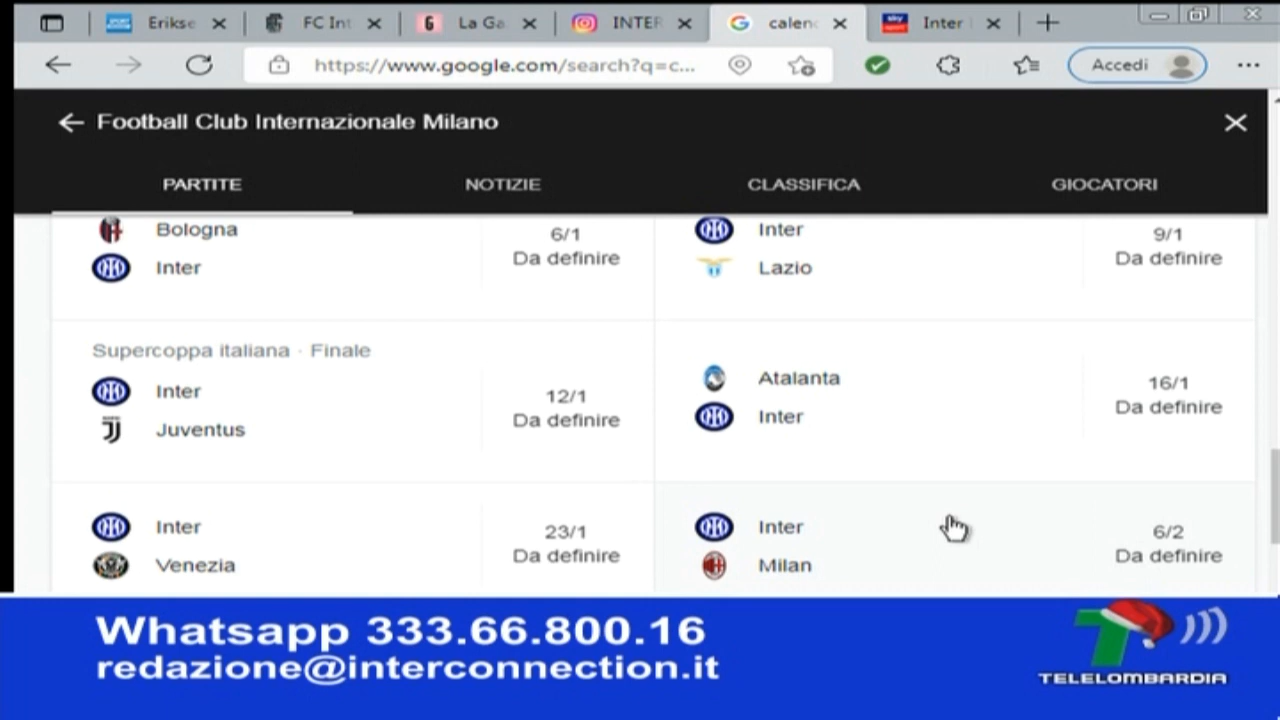 Erikse
FC Int
La Ga
INTER
calen
sky
Inter
https://www.google.com/search?q=c...
Accedi
Football Club Internazionale Milano
PARTITE
NOTIZIE
CLASSIFICA
GIOCATORI
Bologna
Inter
6/1
Da definire
Inter
Lazio
9/1
Da definire
Supercoppa italiana · Finale
Inter
Juventus
12/1
Da definire
Atalanta
Inter
16/1
Da definire
Inter
Venezia
23/1
Da definire
Inter
Milan
6/2
Da definire
Whatsapp 333.66.800.16
redazione@interconnection.it
TELELOMBARDIA